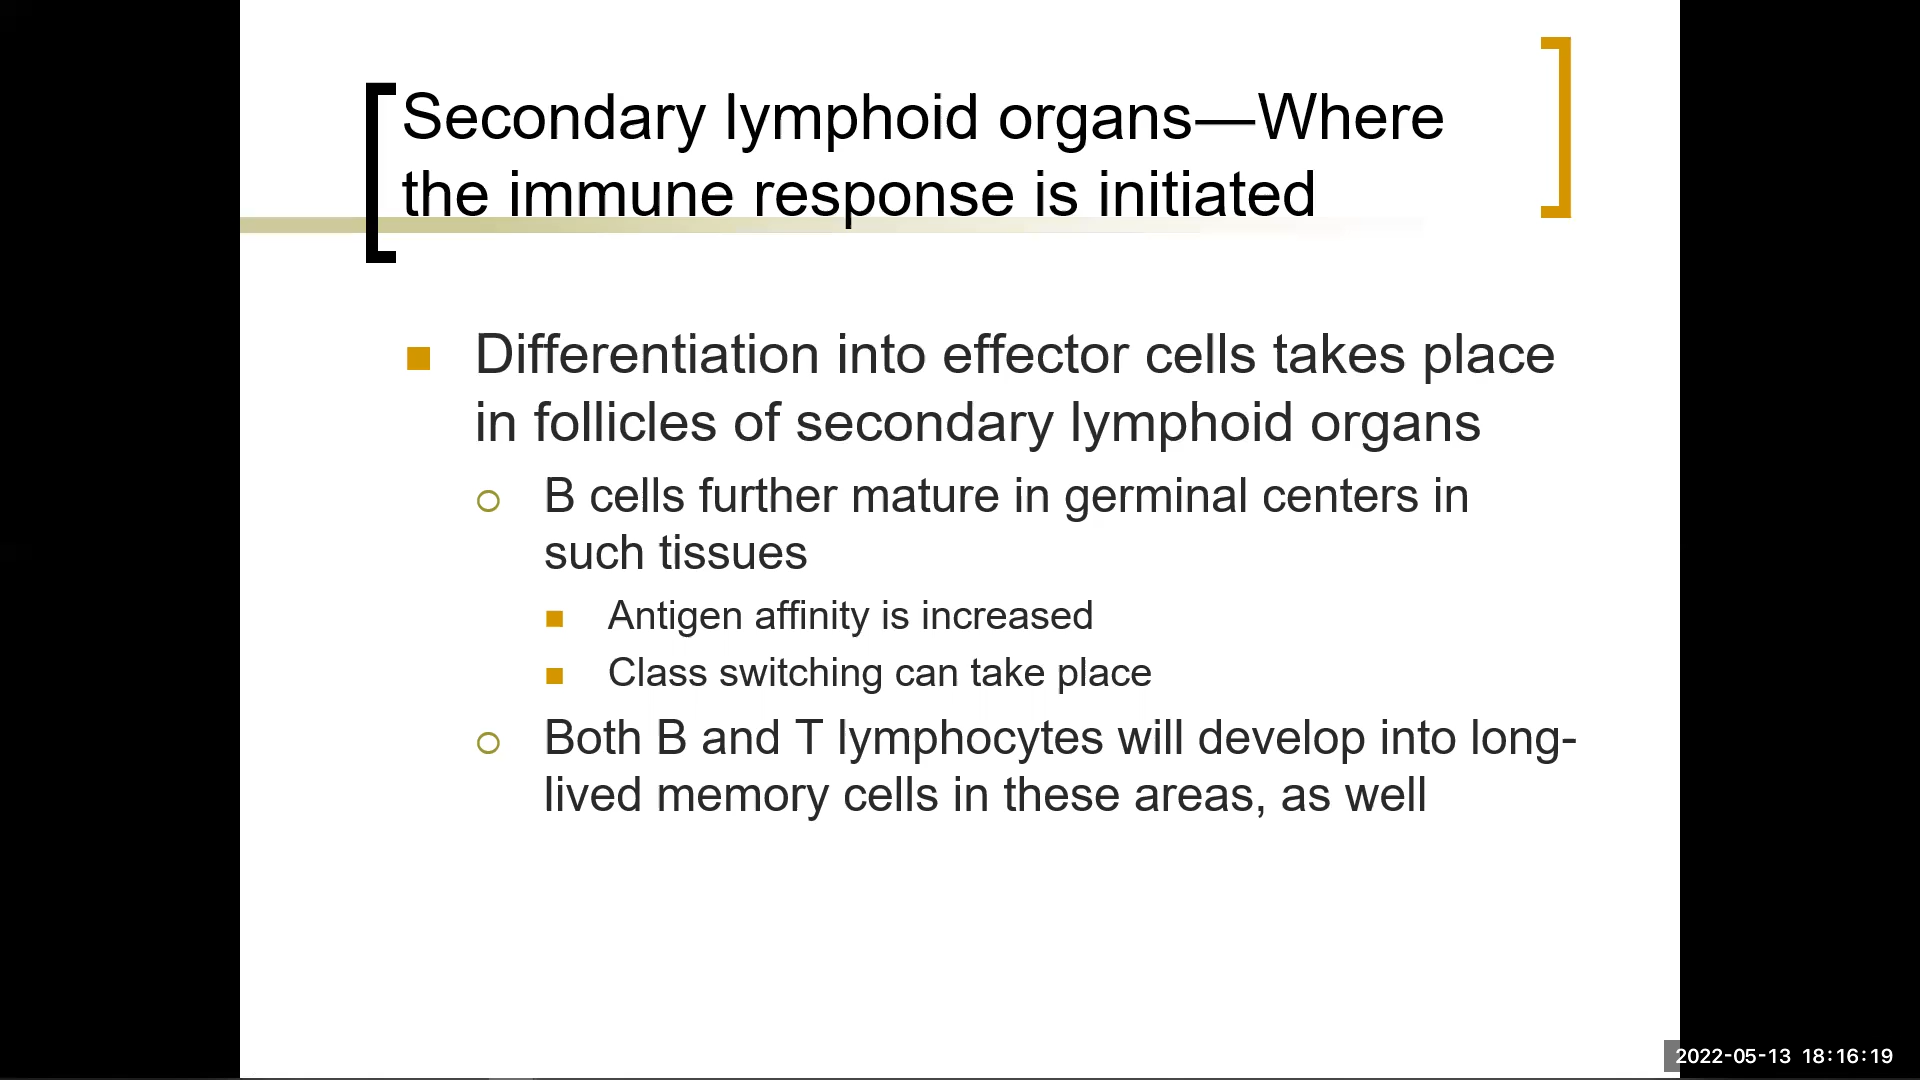 Secondary lymphoid organs—Where
the immune response is initiated
Differentiation into effector cells takes place
in follicles of secondary lymphoid organs
B cells further mature in germinal centers in
such tissues
Antigen affinity is increased
Class switching can take place
Both B and T lymphocytes will develop into long-
lived memory cells in these areas, as well
2022-05-13 18:16:19